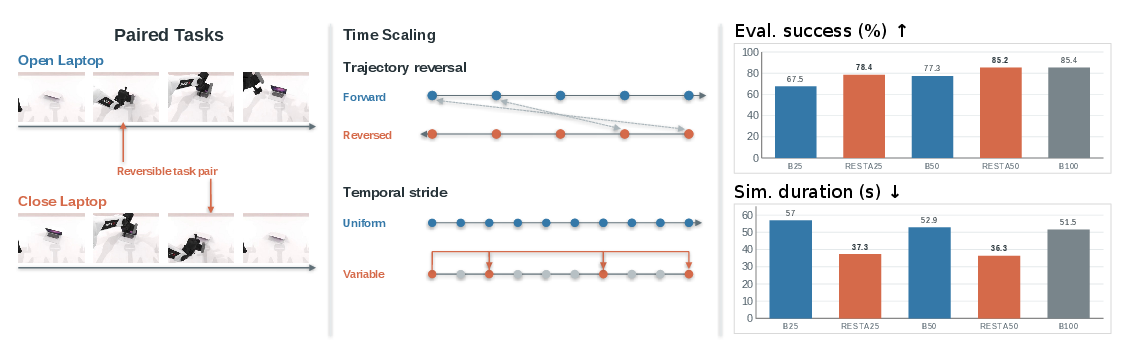 Paired Tasks
Open Laptop
Reversible task pair
Close Laptop
Time Scaling
Trajectory reversal
Forward
Reversed
Temporal stride
Uniform
Variable
Eval. success (%) ↑
100
80
60
40
20
0
67.5
78.4
77.3
85.2
85.4
B25
RESTA25
B50
RESTA50
B100
Sim. duration (s) ↓
60
50
40
30
20
10
0
57
37.3
52.9
36.3
51.5
B25
RESTA25
B50
RESTA50
B100